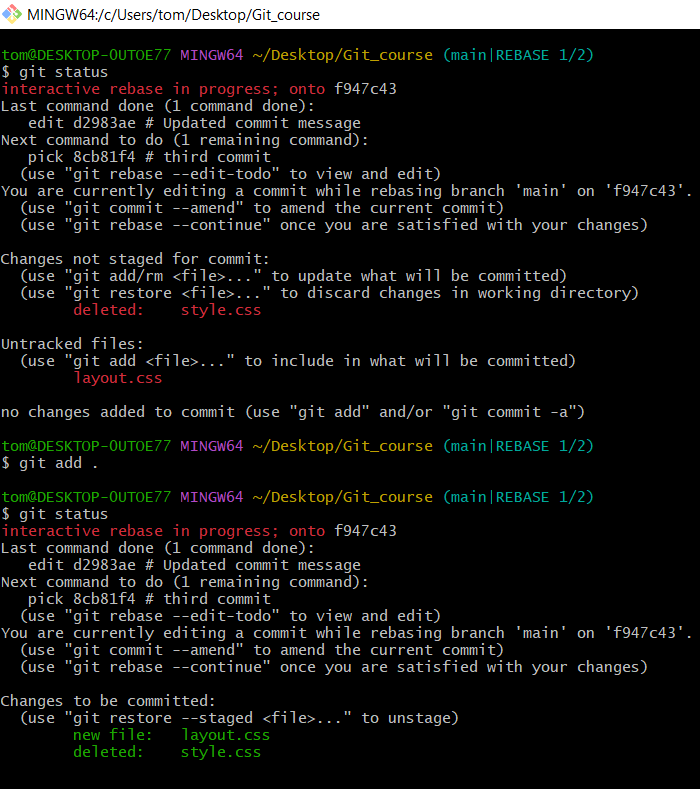 MINGW64:/c/Users/tom/Desktop/Git_course
tom@DESKTOP-OUTOE77 MINGW64 ~/Desktop/Git_course (main|REBASE 1/2)
$ git status
interactive rebase in progress; onto f947c43
Last command done (1 command done):
   edit d2983ae # Updated commit message
Next command to do (1 remaining command):
   pick 8cb81f4 # third commit
  (use "git rebase --edit-todo" to view and edit)
You are currently editing a commit while rebasing branch 'main' on 'f947c43'.
  (use "git commit --amend" to amend the current commit)
  (use "git rebase --continue" once you are satisfied with your changes)
Changes not staged for commit:
  (use "git add/rm <file>..." to update what will be committed)
  (use "git restore <file>..." to discard changes in working directory)
        deleted:    style.css
Untracked files:
  (use "git add <file>..." to include in what will be committed)
        layout.css
no changes added to commit (use "git add" and/or "git commit -a")
tom@DESKTOP-OUTOE77 MINGW64 ~/Desktop/Git_course (main|REBASE 1/2)
$ git add .
tom@DESKTOP-OUTOE77 MINGW64 ~/Desktop/Git_course (main|REBASE 1/2)
$ git status
interactive rebase in progress; onto f947c43
Last command done (1 command done):
   edit d2983ae # Updated commit message
Next command to do (1 remaining command):
   pick 8cb81f4 # third commit
  (use "git rebase --edit-todo" to view and edit)
You are currently editing a commit while rebasing branch 'main' on 'f947c43'.
  (use "git commit --amend" to amend the current commit)
  (use "git rebase --continue" once you are satisfied with your changes)
Changes to be committed:
  (use "git restore --staged <file>..." to unstage)
        new file:   layout.css
        deleted:    style.css